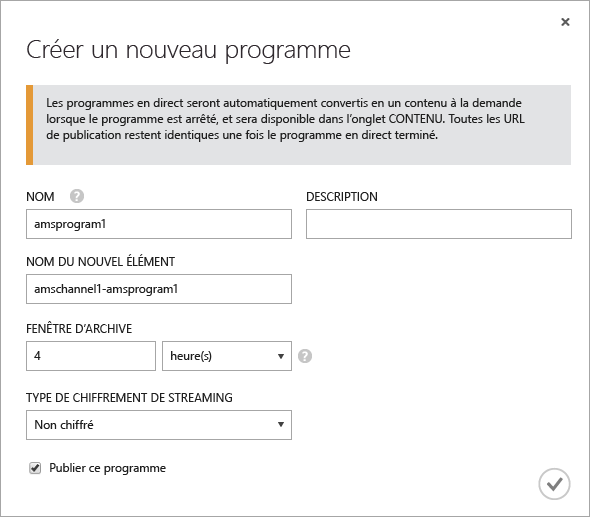 Créer un nouveau programme
Les programmes en direct seront automatiquement convertis en un contenu à la demande
lorsque le programme est arrêté, et sera disponible dans l'onglet CONTENU. Toutes les URL
de publication restent identiques une fois le programme en direct terminé.
NOM ?
DESCRIPTION
amsprogram1
NOM DU NOUVEL ÉLÉMENT
amschannel1-amsprogram1
FENÊTRE D'ARCHIVE
4 heure(s) ?
TYPE DE CHIFFREMENT DE STREAMING
Non chiffré
Publier ce programme